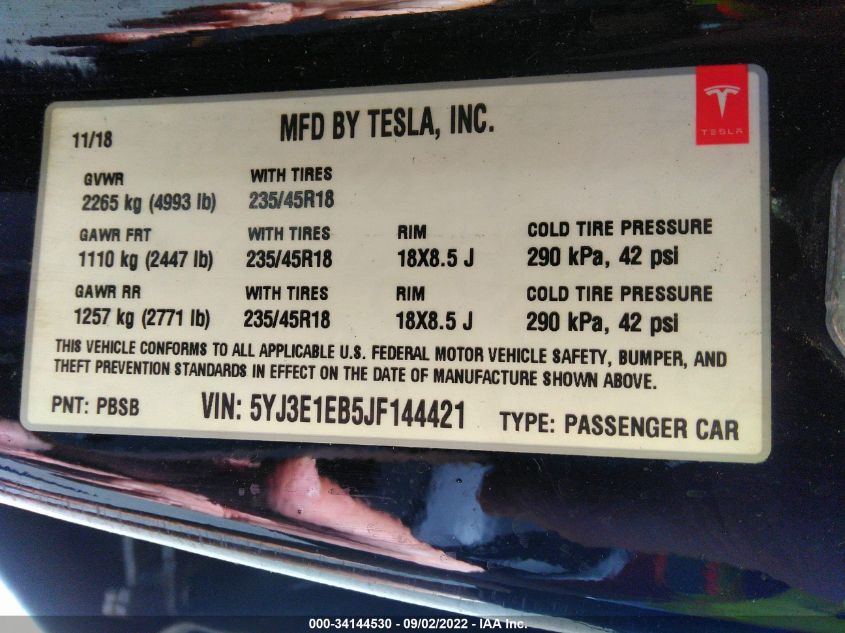 MFD BY TESLA, INC.
TESLA
11/18
GVWR WITH TIRES
2265 kg (4993 lb) 235/45R18
GAWR FRT WITH TIRES RIM COLD TIRE PRESSURE
1110 kg (2447 lb) 235/45R18 18X8.5 J 290 kPa, 42 psi
GAWR RR WITH TIRES RIM COLD TIRE PRESSURE
1257 kg (2771 lb) 235/45R18 18X8.5 J 290 kPa, 42 psi
THIS VEHICLE CONFORMS TO ALL APPLICABLE U.S. FEDERAL MOTOR VEHICLE SAFETY, BUMPER, AND
THEFT PREVENTION STANDARDS IN EFFECT ON THE DATE OF MANUFACTURE SHOWN ABOVE.
PNT: PBSB VIN: 5YJ3E1EB5JF144421 TYPE: PASSENGER CAR
000-34144530 - 09/02/2022 - IAA Inc.